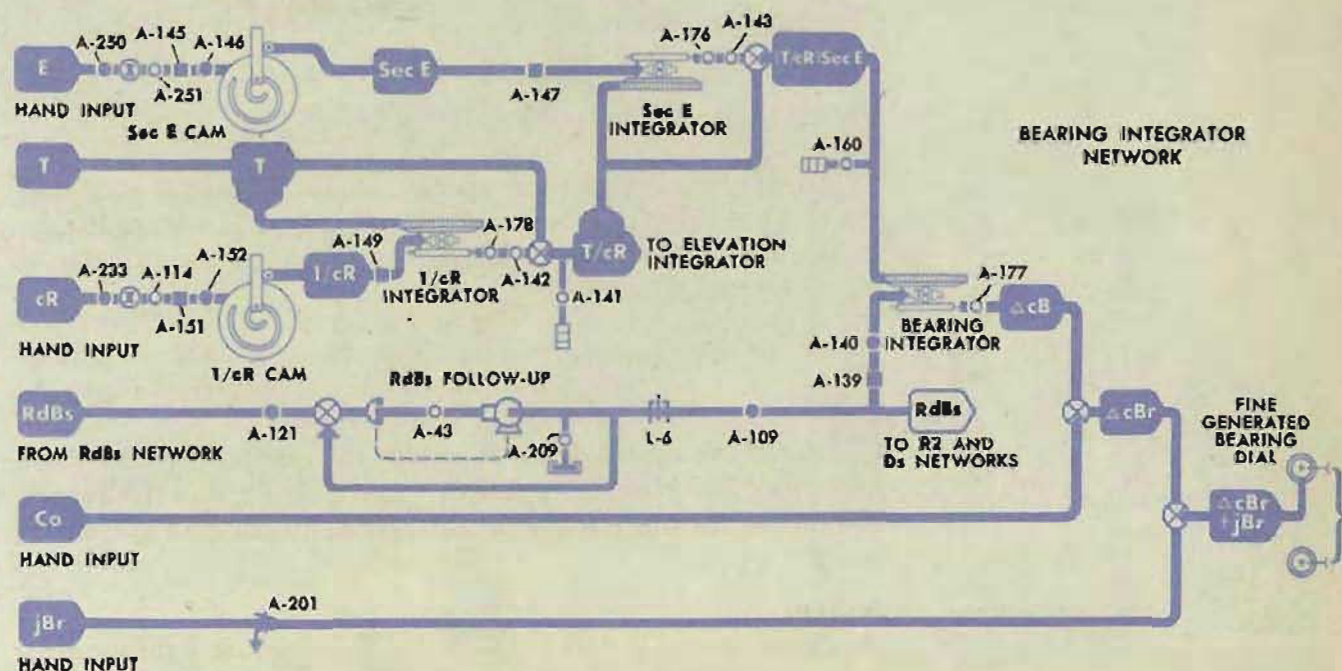 A-250
A-145
A-146
E
A-251
HAND INPUT
Sec E CAM
Sec E
A-147
A-176
A-143
Sec E
INTEGRATOR
T/cR·Sec E
BEARING INTEGRATOR
NETWORK
A-160
T
T
A-149
A-178
1/cR
INTEGRATOR
A-142
T/cR
TO ELEVATION
INTEGRATOR
A-141
A-233
A-114
A-152
cR
A-151
HAND INPUT
1/cR CAM
1/cR
A-177
BEARING
INTEGRATOR
△cB
A-140
A-139
RdBs FOLLOW-UP
RdBs
A-121
A-43
A-209
L-6
A-109
RdBs
FROM RdBs NETWORK
TO R2 AND
Ds NETWORKS
△cBr
FINE
GENERATED
BEARING
DIAL
△cBr
+jBr
Co
HAND INPUT
jBr
A-201
HAND INPUT